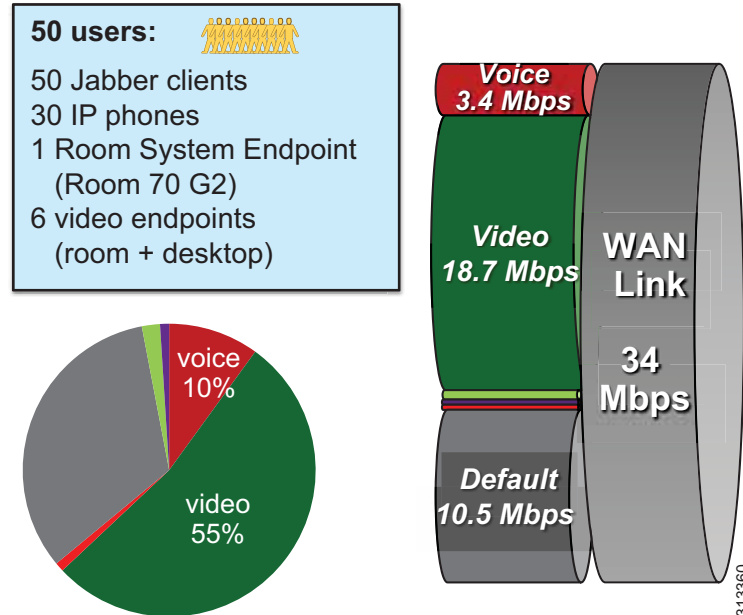 50 users:
50 Jabber clients
30 IP phones
1 Room System Endpoint
(Room 70 G2)
6 video endpoints
(room + desktop)
voice
10%
video
55%
Voice
3.4 Mbps
Video
18.7 Mbps
Default
10.5 Mbps
WAN
Link
34
Mbps
313360